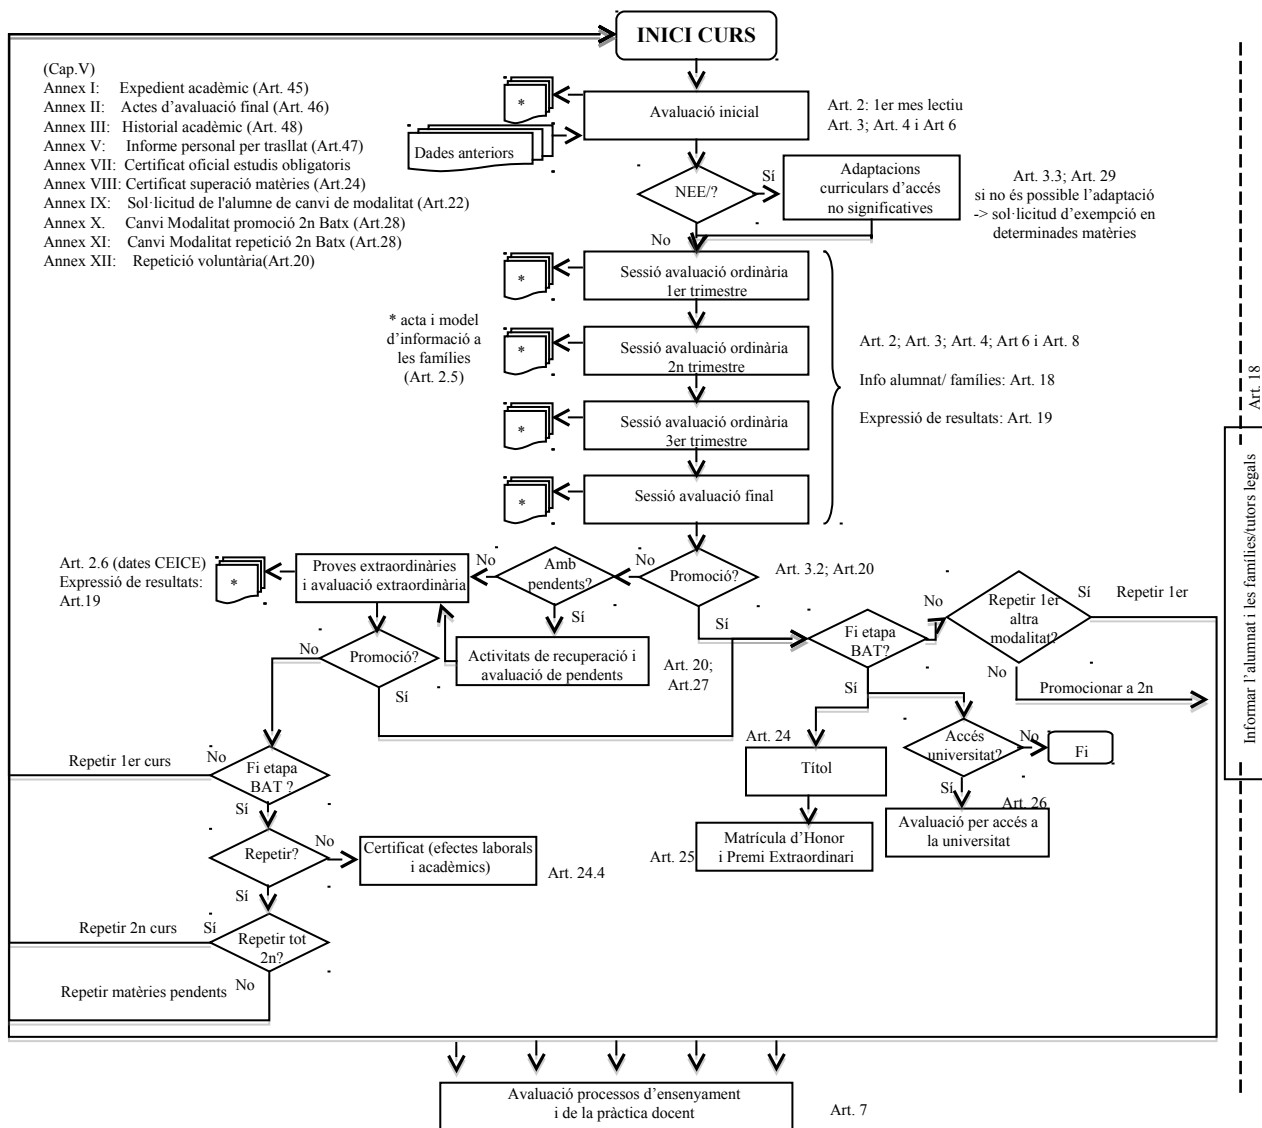 INICI CURS
(Cap.V)
Annex I: Expedient acadèmic (Art. 45)
Annex II: Actes d’avaluació final (Art. 46)
Annex III: Historial acadèmic (Art. 48)
Annex V: Informe personal per trasllat (Art.47)
Annex VII: Certificat oficial estudis obligatoris
Annex VIII: Certificat superació matèries (Art.24)
Annex IX: Sol·licitud de l'alumne de canvi de modalitat (Art.22)
Annex X. Canvi Modalitat promoció 2n Batx (Art.28)
Annex XI: Canvi Modalitat repetició 2n Batx (Art.28)
Annex XII: Repetició voluntària(Art.20)
*
Avaluació inicial
Art. 2: 1er mes lectiu
Art. 3; Art. 4 i Art 6
Dades anteriors
NEE/?
Sí
No
Adaptacions
curriculars d’accés
no significatives
Art. 3.3; Art. 29
si no és possible l’adaptació
-> sol·licitud d’exempció en
determinades matèries
*
Sessió avaluació ordinària
1er trimestre
* acta i model
d’informació a
les famílies
(Art. 2.5)
*
Sessió avaluació ordinària
2n trimestre
*
Sessió avaluació ordinària
3er trimestre
*
Sessió avaluació final
Art. 2; Art. 3; Art. 4; Art 6 i Art. 8
Info alumnat/ famílies: Art. 18
Expressió de resultats: Art. 19
Art. 18
Informar l’alumnat i les famílies/tutors legals
Art. 2.6 (dates CEICE)
Expressió de resultats:
Art.19
*
Proves extraordinàries
i avaluació extraordinària
No
Amb
pendents?
Sí
No
Promoció?
Sí
Art. 3.2; Art.20
Activitats de recuperació i
avaluació de pendents
Art. 20;
Art.27
Fi etapa
BAT?
No
Sí
Repetir 1er
altra
modalitat?
Sí
Repetir 1er
No
Promocionar a 2n
No
Promoció?
Sí
Art. 24
Títol
Accés
universitat?
No
Fi
Sí
Art. 26
Avaluació per accés a
la universitat
Matrícula d’Honor
i Premi Extraordinari
Art. 25
Repetir 1er curs
No
Fi etapa
BAT ?
Sí
Repetir?
No
Certificat (efectes laborals
i acadèmics)
Art. 24.4
Sí
Repetir 2n curs
Sí
Repetir tot
2n?
No
Repetir matèries pendents
Avaluació processos d’ensenyament
i de la pràctica docent
Art. 7